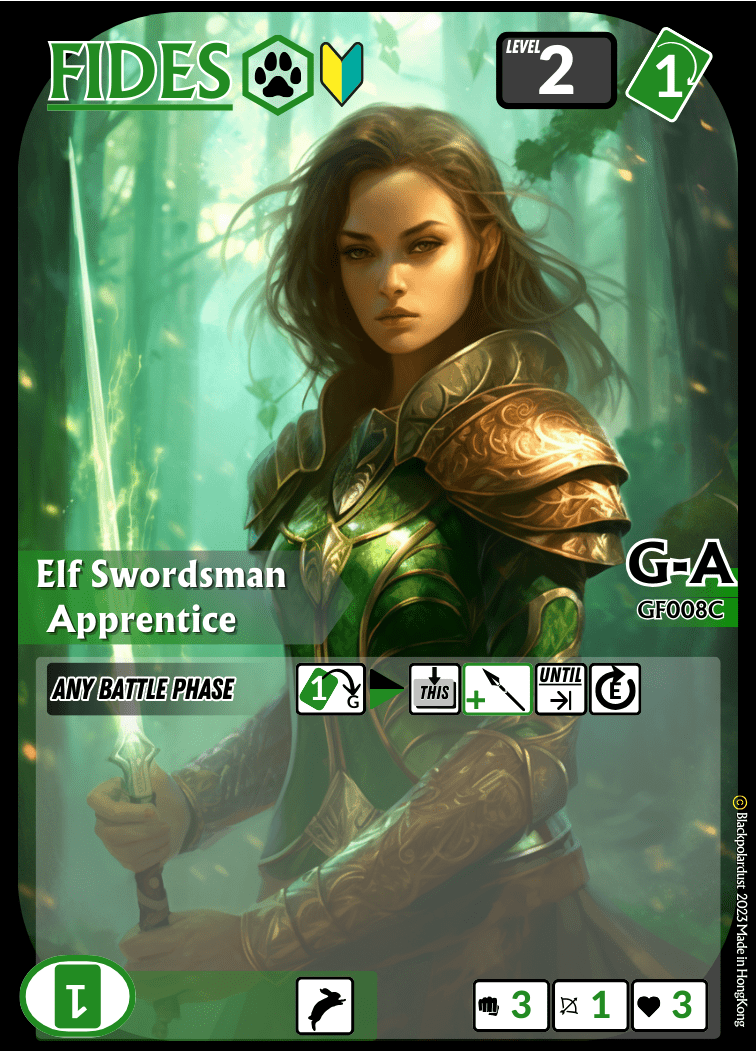 FIDES
LEVEL 2
1
Elf Swordsman
Apprentice
G-A
GF008C
ANY BATTLE PHASE
1 G
THIS
+
UNTIL
E
© Blackpolardust 2023 Made in HongKong
1
3
1
3